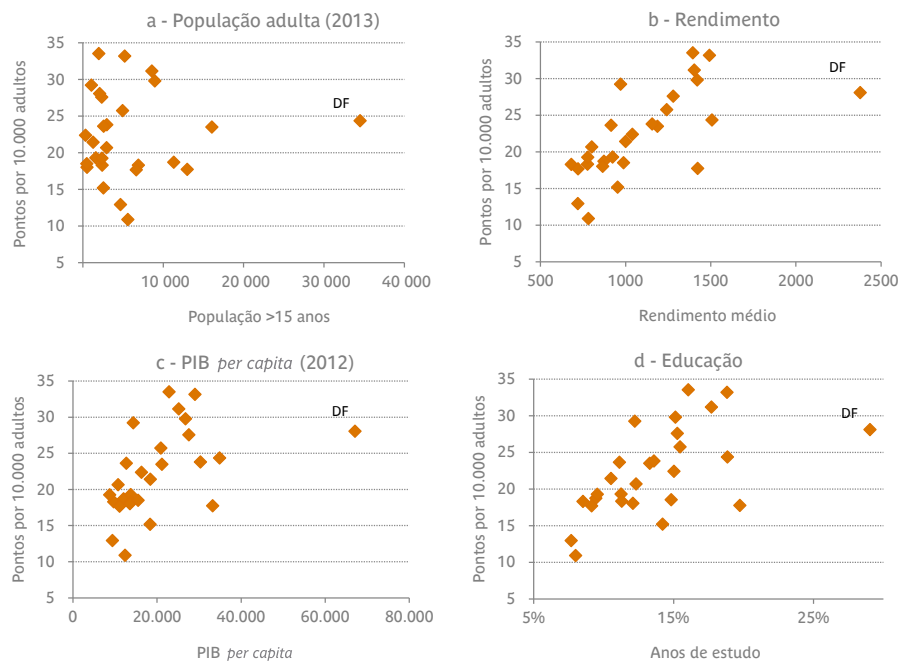 a - População adulta (2013)
Pontos por 10.000 adultos
35
30
25
20
15
10
5
DF
10 000
20 000
30 000
40 000
População >15 anos
b - Rendimento
Pontos por 10.000 adultos
35
30
25
20
15
10
5
DF
500
1000
1500
2000
2500
Rendimento médio
c - PIB per capita (2012)
Pontos por 10.000 adultos
35
30
25
20
15
10
5
DF
0
20.000
40.000
60.000
80.000
PIB per capita
d - Educação
Pontos por 10.000 adultos
35
30
25
20
15
10
5
DF
5%
15%
25%
Anos de estudo